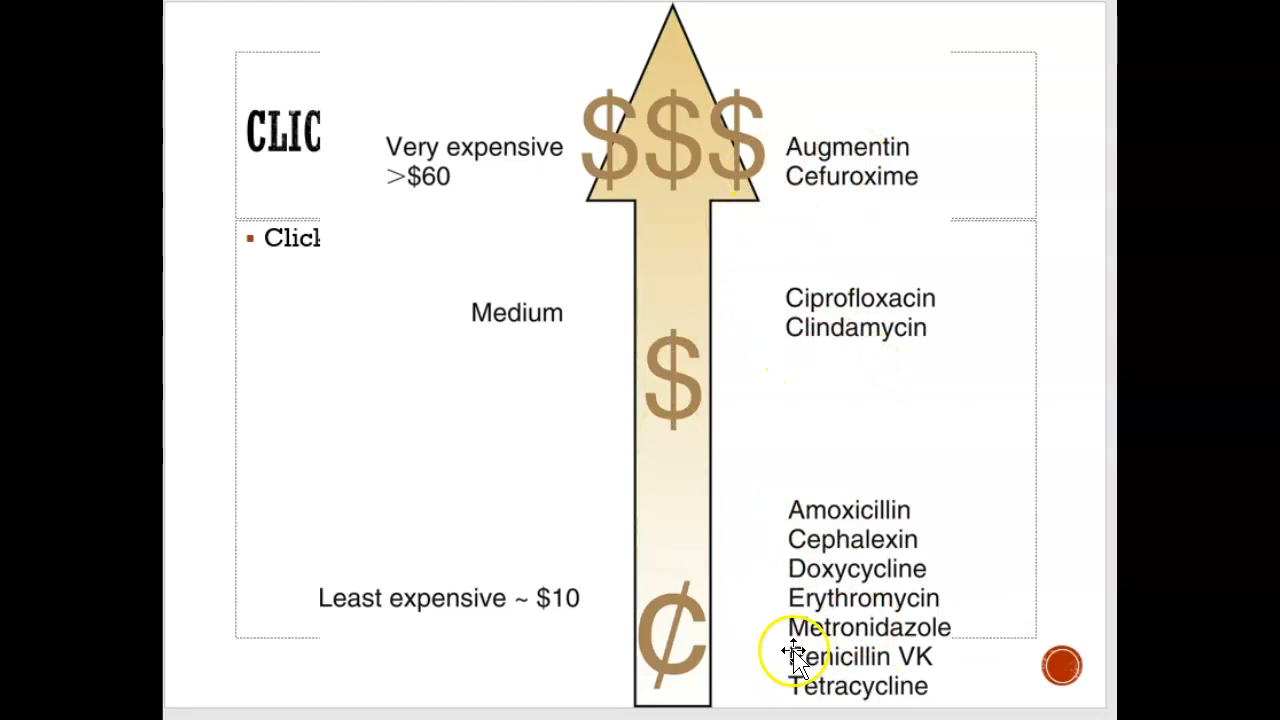 CLIC
Click
Very expensive
>$60
$$$
Augmentin
Cefuroxime
Medium
$
Ciprofloxacin
Clindamycin
Least expensive ~ $10
¢
Amoxicillin
Cephalexin
Doxycycline
Erythromycin
Metronidazole
Penicillin VK
Tetracycline